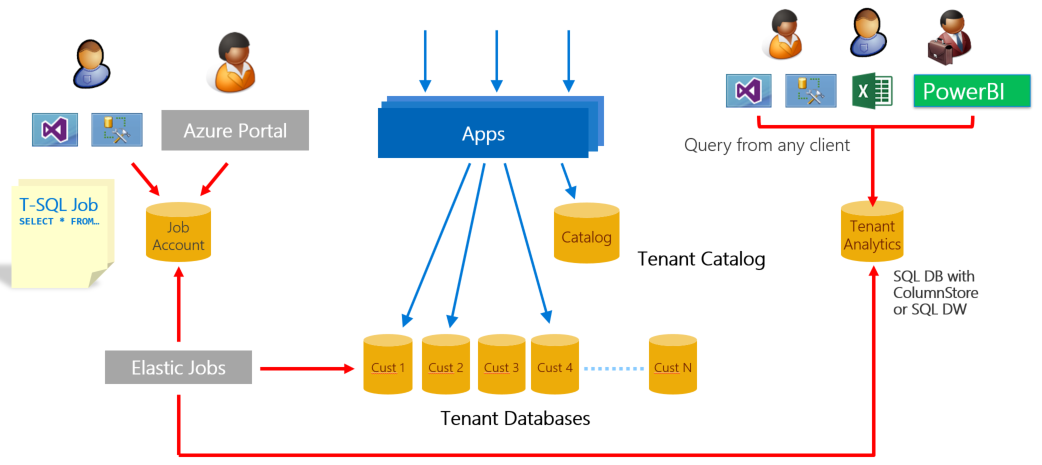 PowerBI
Azure Portal
Apps
Query from any client
T-SQL Job
SELECT * FROM…
Job
Account
Catalog
Tenant Catalog
Tenant
Analytics
SQL DB with
ColumnStore
or SQL DW
Elastic Jobs
Cust 1
Cust 2
Cust 3
Cust 4
Cust N
Tenant Databases